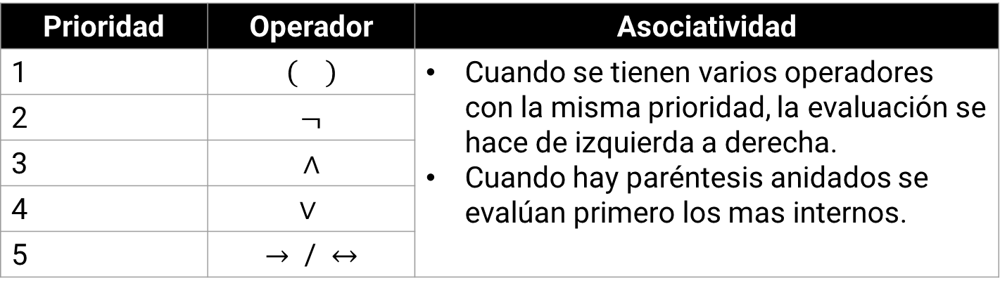 Prioridad Operador Asociatividad
1 ( )
2 ¬
3 ∧
4 ∨
5 → / ↔
• Cuando se tienen varios operadores
con la misma prioridad, la evaluación se
hace de izquierda a derecha.
• Cuando hay paréntesis anidados se
evalúan primero los mas internos.